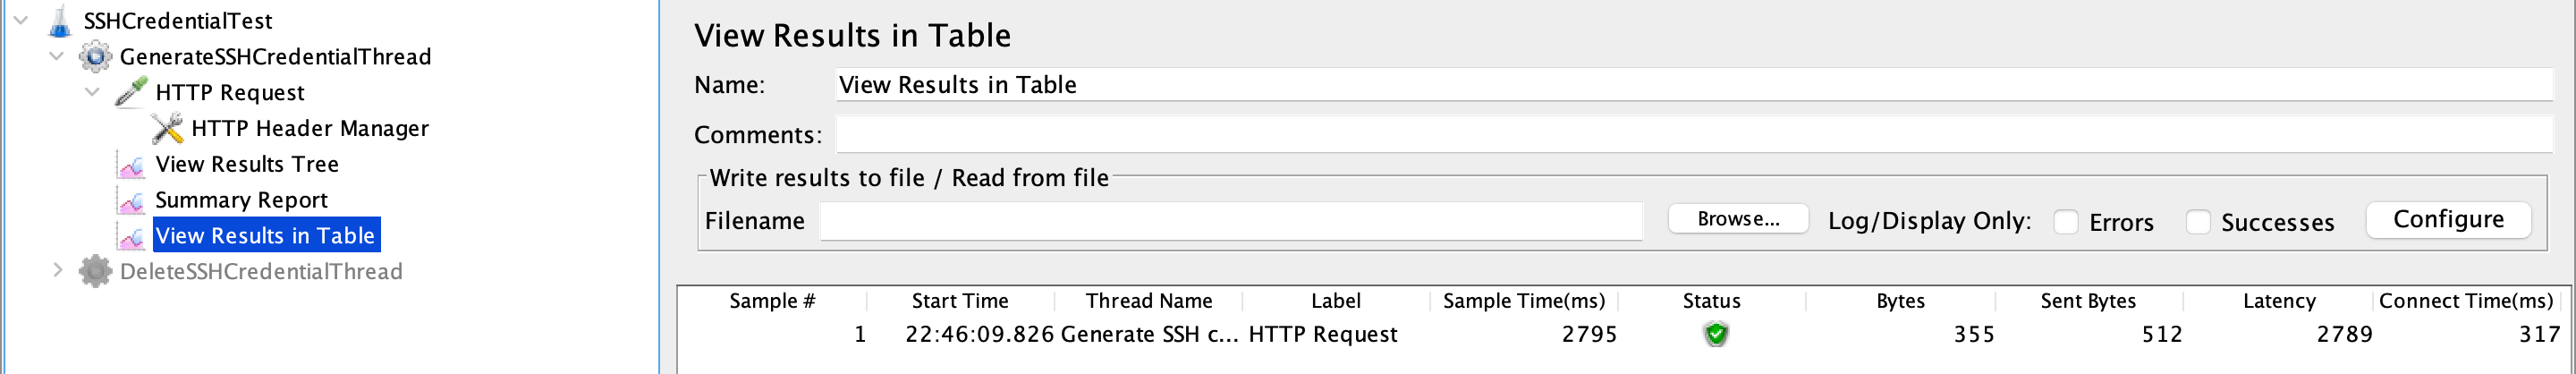 SSHCredentialTest
GenerateSSHCredentialThread
HTTP Request
HTTP Header Manager
View Results Tree
Summary Report
View Results in Table
DeleteSSHCredentialThread
View Results in Table
Name: View Results in Table
Comments:
Write results to file / Read from file
Filename Browse... Log/Display Only: Errors Successes Configure
Sample # Start Time Thread Name Label Sample Time(ms) Status Bytes Sent Bytes Latency Connect Time(ms)
1 22:46:09.826 Generate SSH c... HTTP Request 2795 355 512 2789 317